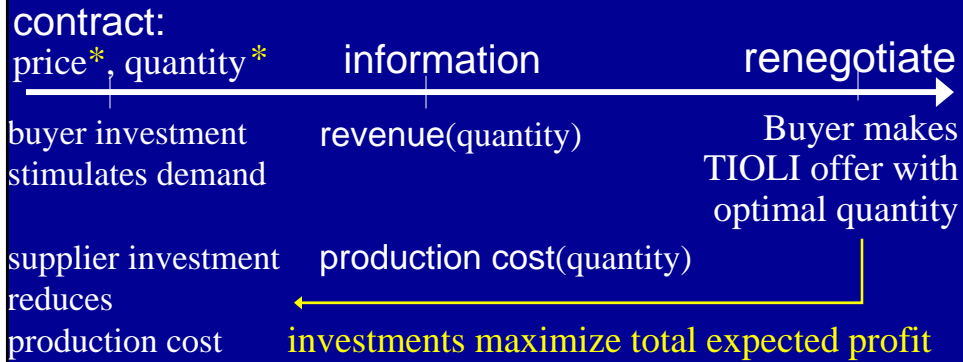 contract:
price*, quantity*
information
renegotiate
buyer investment
stimulates demand
revenue(quantity)
Buyer makes
TIOLI offer with
optimal quantity
supplier investment
reduces
production cost
production cost(quantity)
investments maximize total expected profit